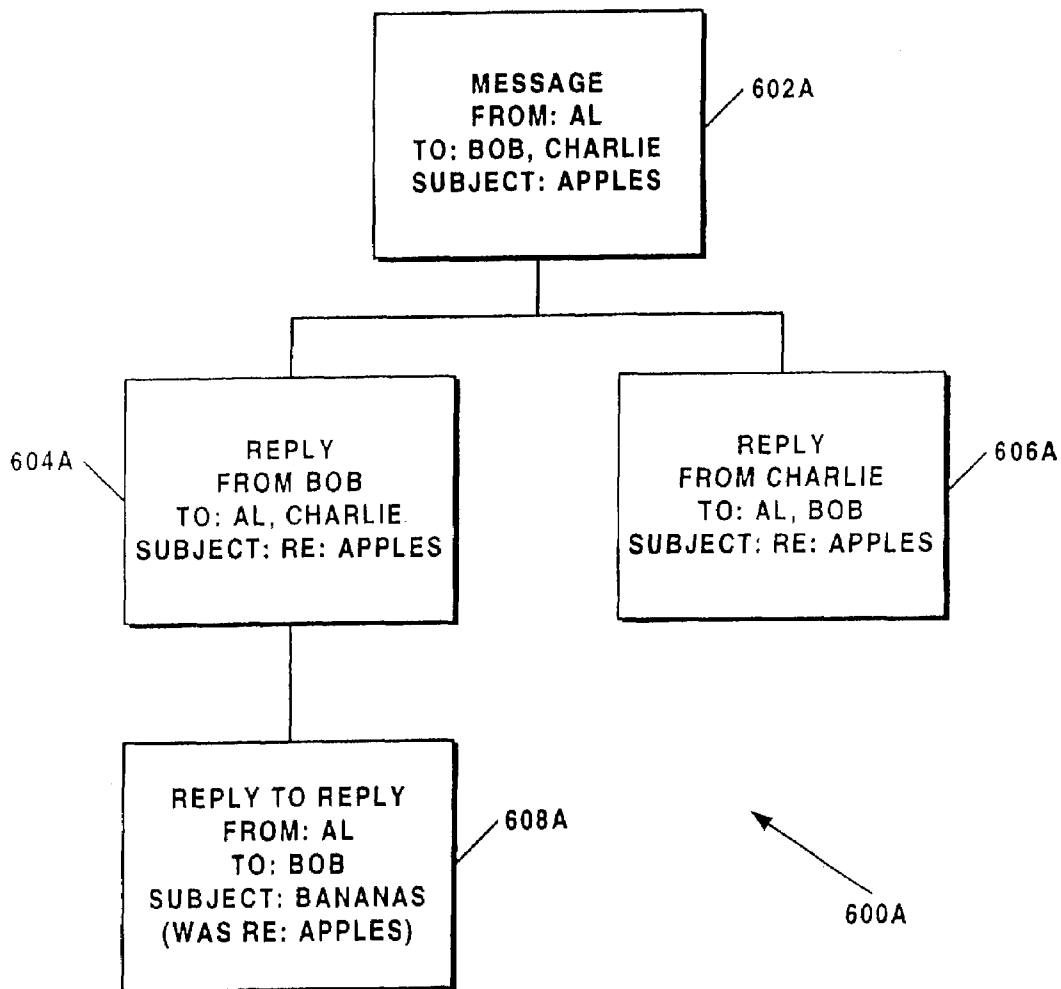 MESSAGE
FROM: AL
TO: BOB, CHARLIE
SUBJECT: APPLES
602A
REPLY
FROM BOB
TO: AL, CHARLIE
SUBJECT: RE: APPLES
604A
REPLY
FROM CHARLIE
TO: AL, BOB
SUBJECT: RE: APPLES
606A
REPLY TO REPLY
FROM: AL
TO: BOB
SUBJECT: BANANAS
(WAS RE: APPLES)
608A
600A